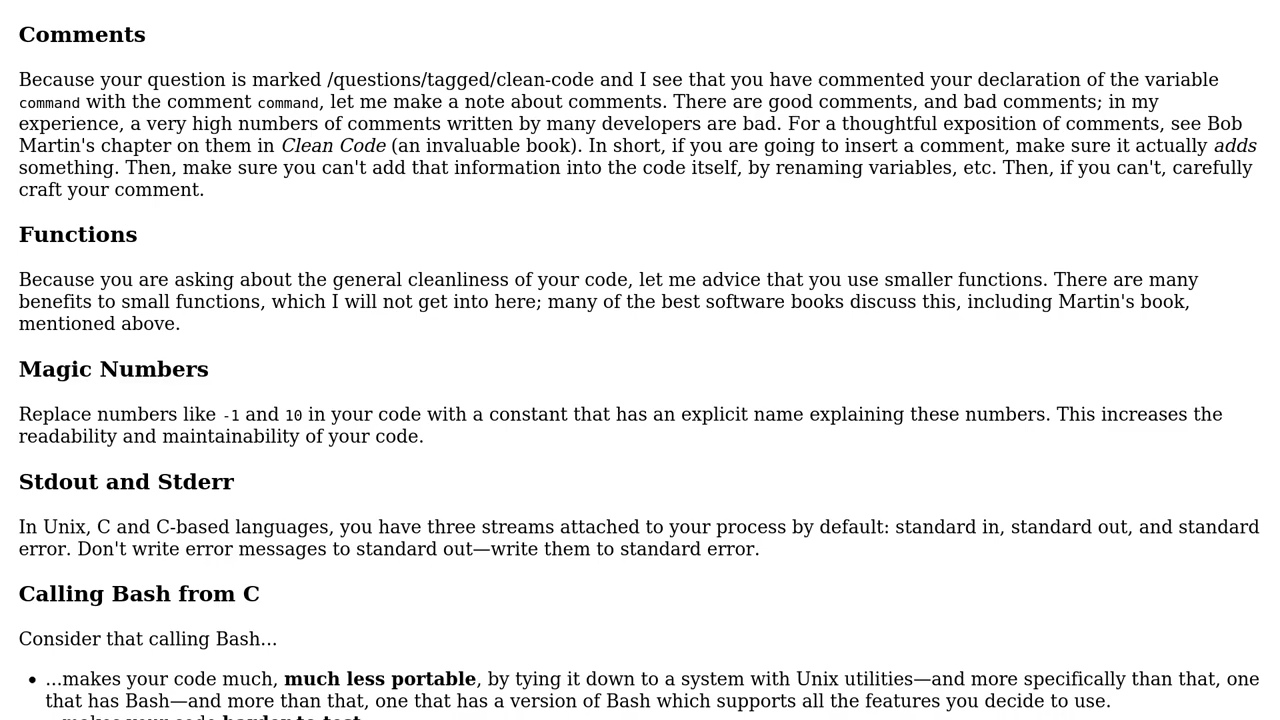 Comments
Because your question is marked /questions/tagged/clean-code and I see that you have commented your declaration of the variable
command with the comment command, let me make a note about comments. There are good comments, and bad comments; in my
experience, a very high numbers of comments written by many developers are bad. For a thoughtful exposition of comments, see Bob
Martin's chapter on them in Clean Code (an invaluable book). In short, if you are going to insert a comment, make sure it actually adds
something. Then, make sure you can't add that information into the code itself, by renaming variables, etc. Then, if you can't, carefully
craft your comment.
Functions
Because you are asking about the general cleanliness of your code, let me advice that you use smaller functions. There are many
benefits to small functions, which I will not get into here; many of the best software books discuss this, including Martin's book,
mentioned above.
Magic Numbers
Replace numbers like -1 and 10 in your code with a constant that has an explicit name explaining these numbers. This increases the
readability and maintainability of your code.
Stdout and Stderr
In Unix, C and C-based languages, you have three streams attached to your process by default: standard in, standard out, and standard
error. Don't write error messages to standard out—write them to standard error.
Calling Bash from C
Consider that calling Bash...
• ...makes your code much, much less portable, by tying it down to a system with Unix utilities—and more specifically than that, one
that has Bash—and more than that, one that has a version of Bash which supports all the features you decide to use.
...makes your code harder to test